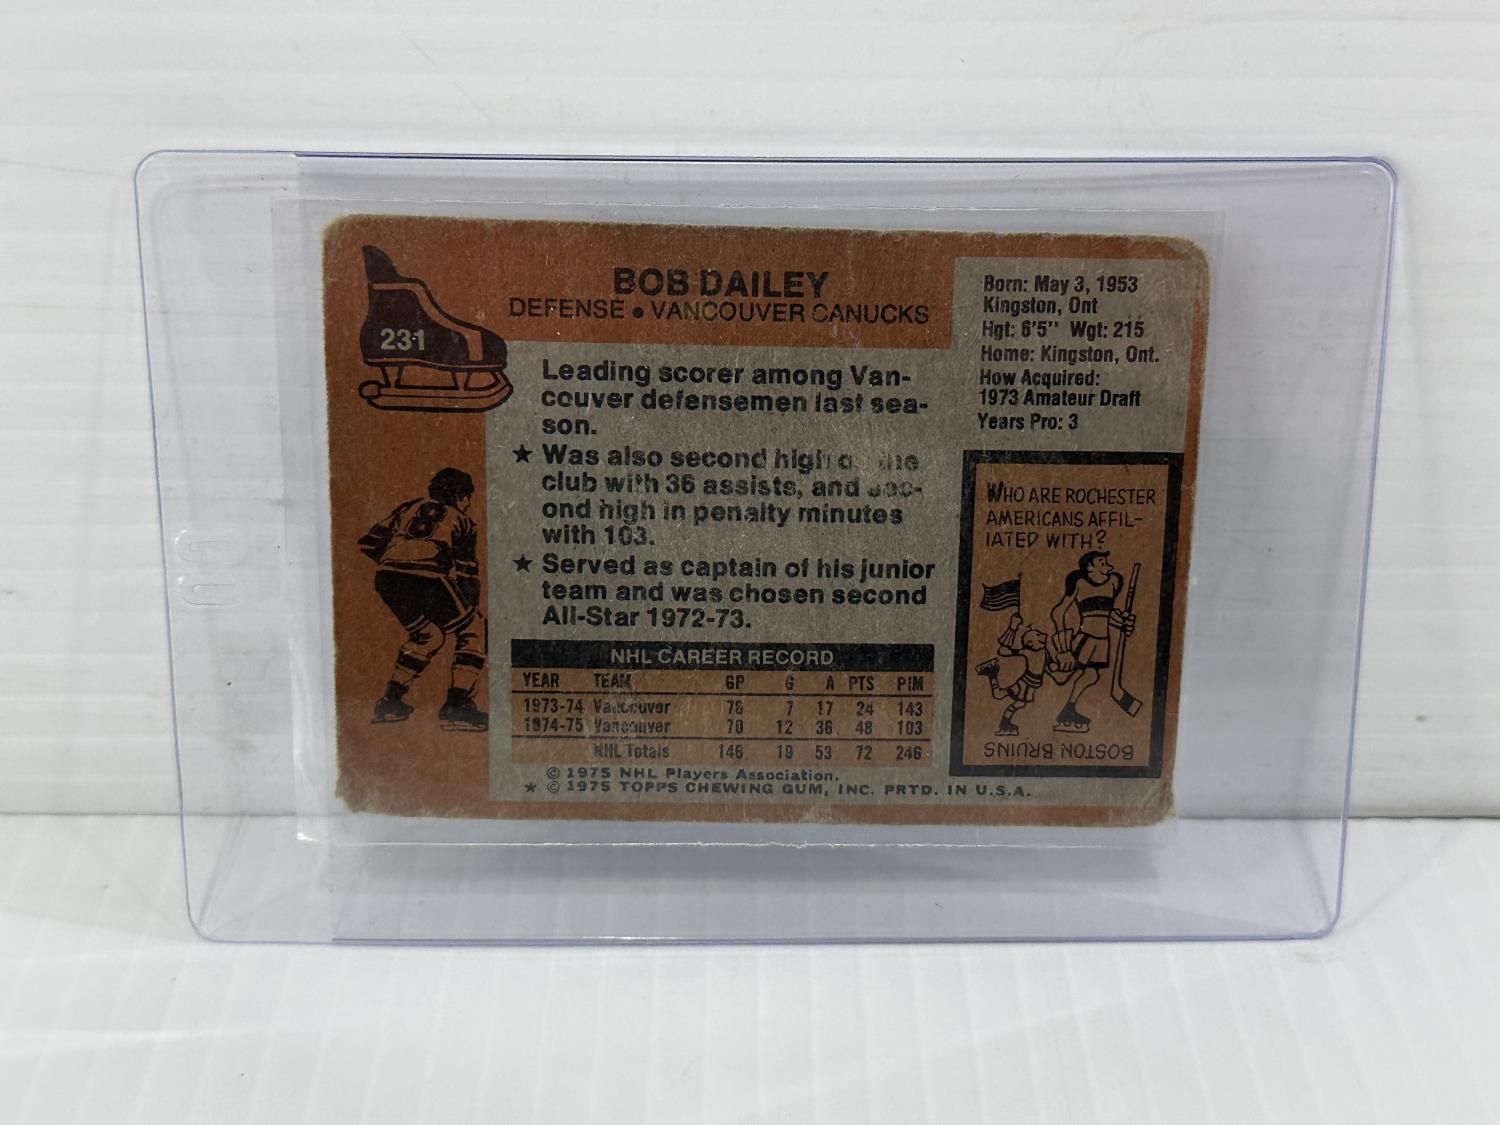 231
BOB DAILEY
DEFENSE • VANCOUVER CANUCKS
Leading scorer among Van-
couver defensemen last sea-
son.
★ Was also second high
club with 36 assists, and
ond high in penalty minutes
with 103.
★ Served as captain of his junior
team and was chosen second
All-Star 1972-73.
NHL CAREER RECORD
YEAR TEAM GP G A PTS PIM
1973-74 Vancouver 76 7 17 24 143
1974-75 Vancouver 70 12 36 48 103
NHL Totals 146 19 53 72 246
© 1975 NHL Players Association.
★ © 1975 TOPPS CHEWING GUM, INC. PRTD. IN U.S.A.
Born: May 3, 1953
Kingston, Ont
Hgt: 6'5" Wgt: 215
Home: Kingston, Ont.
How Acquired:
1973 Amateur Draft
Years Pro: 3
WHO ARE ROCHESTER
AMERICANS AFFIL-
IATED WITH?
BOSTON BRUINS